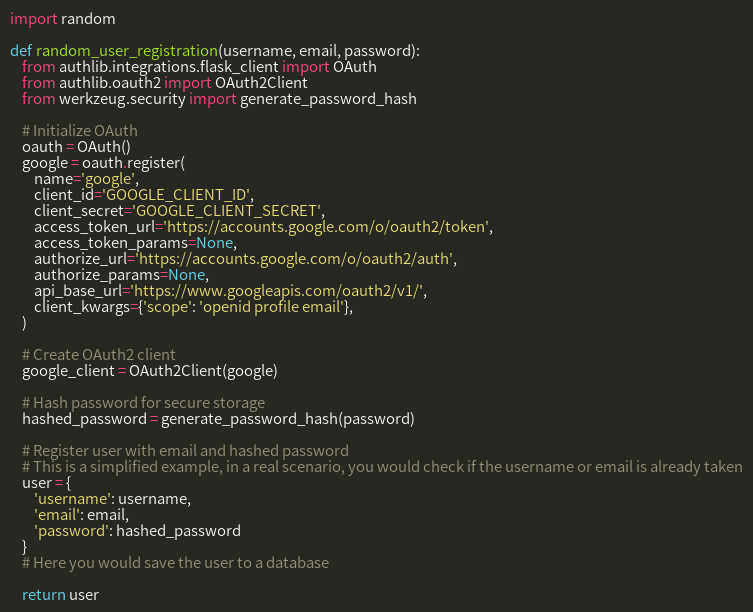 import random
def random_user_registration(username, email, password):
from authlib.integrations.flask_client import OAuth
from authlib.oauth2 import OAuth2Client
from werkzeug.security import generate_password_hash
# Initialize OAuth
oauth = OAuth()
google = oauth.register(
name='google',
client_id='GOOGLE_CLIENT_ID',
client_secret='GOOGLE_CLIENT_SECRET',
access_token_url='https://accounts.google.com/o/oauth2/token',
access_token_params=None,
authorize_url='https://accounts.google.com/o/oauth2/auth',
authorize_params=None,
api_base_url='https://www.googleapis.com/oauth2/v1/',
client_kwargs={'scope': 'openid profile email'},
)
# Create OAuth2 client
google_client = OAuth2Client(google)
# Hash password for secure storage
hashed_password = generate_password_hash(password)
# Register user with email and hashed password
# This is a simplified example, in a real scenario, you would check if the username or email is already taken
user = {
'username': username,
'email': email,
'password': hashed_password
}
# Here you would save the user to a database
return user